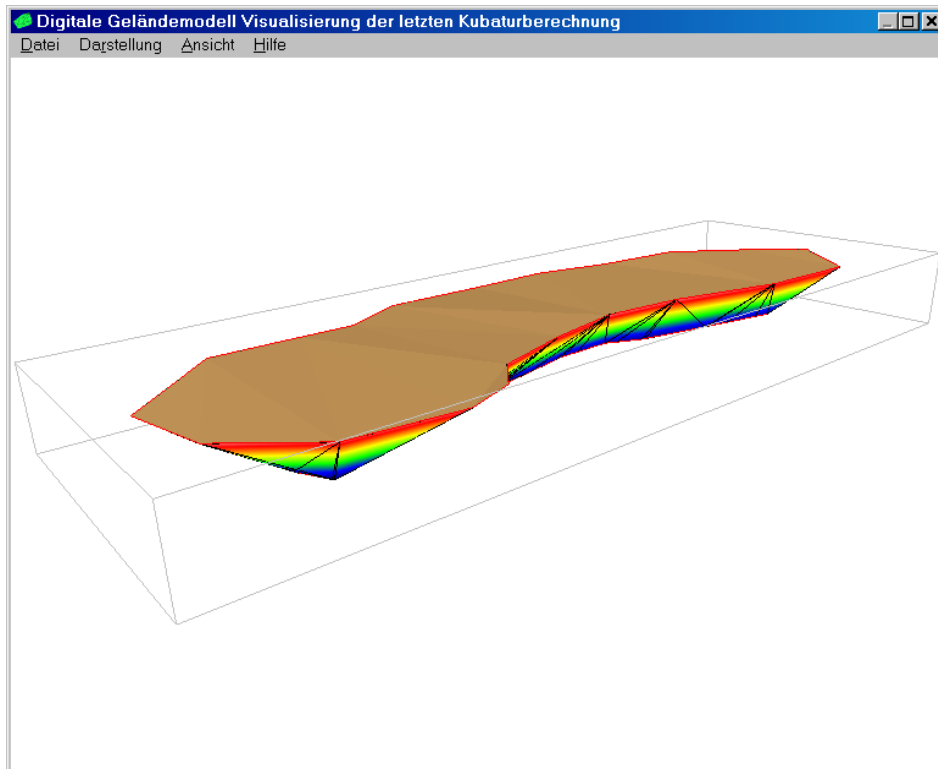 Digitale Geländemodell Visualisierung der letzten Kubaturberechnung
Datei Darstellung Ansicht Hilfe